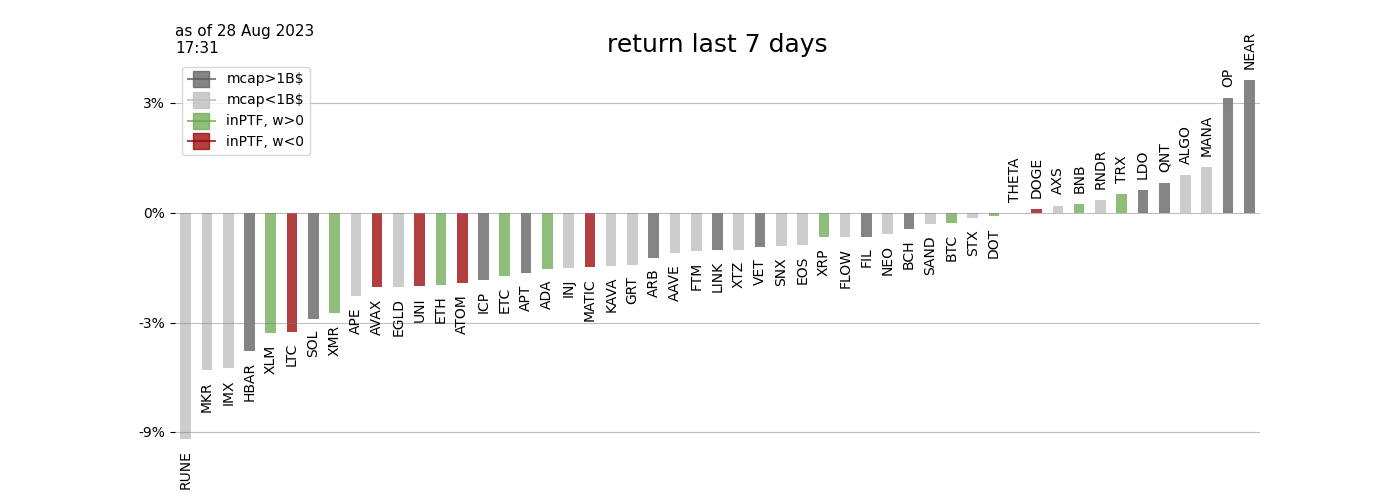 as of 28 Aug 2023
17:31
return last 7 days
mcap>1B$
mcap<1B$
inPTF, w>0
inPTF, w<0
3%
0%
-3%
-9%
RUNE
MKR
IMX
HBAR
XLM
LTC
SOL
XMR
APE
AVAX
EGLD
UNI
ETH
ATOM
ICP
ETC
APT
ADA
INJ
MATIC
KAVA
GRT
ARB
AAVE
FTM
LINK
XTZ
VET
SNX
EOS
XRP
FLOW
FIL
NEO
BCH
SAND
BTC
STX
DOT
THETA
DOGE
AXS
BNB
RNDR
TRX
LDO
QNT
ALGO
MANA
OP
NEAR